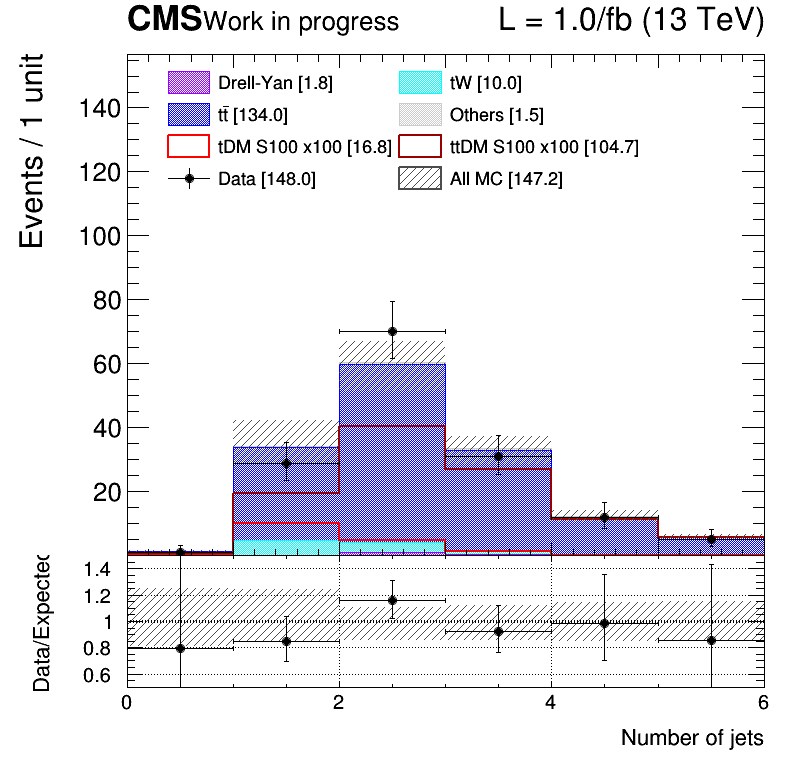 CMS Work in progress L = 1.0/fb (13 TeV)
Events / 1 unit
Drell-Yan [1.8] tW [10.0]
tt̄ [134.0] Others [1.5]
tDM S100 x100 [16.8] ttDM S100 x100 [104.7]
Data [148.0] All MC [147.2]
140
120
100
80
60
40
20
Data/Expected
1.4
1.2
1
0.8
0.6
0 2 4 6
Number of jets